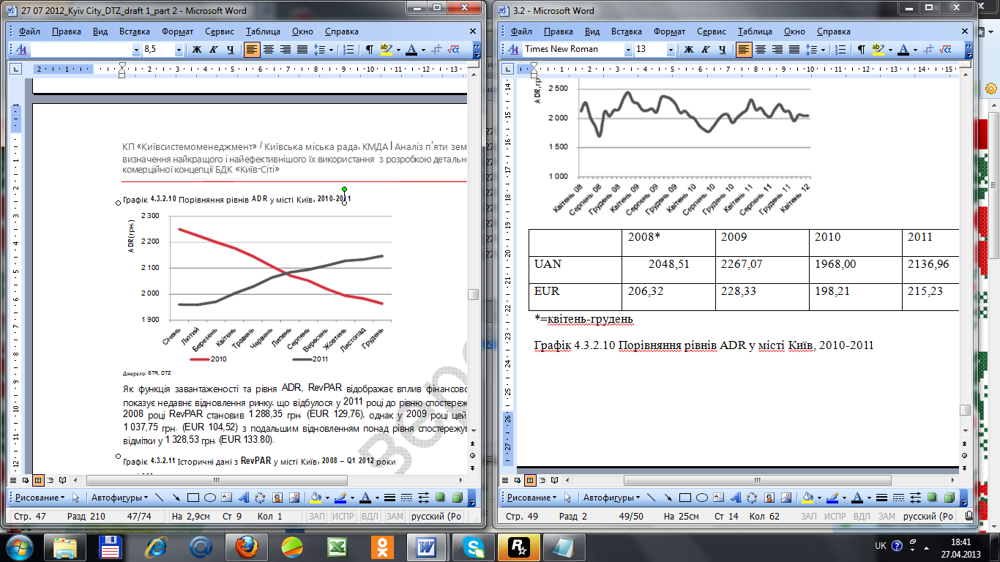 27 07 2012_Kyiv City_DTZ_draft 1_part 2 - Microsoft Word
Файл Правка Вид Вставка Формат Сервис Таблица Окно Справка
8,5 Ж К Ч
КП «Київсистемоменеджмент» / Київська міська рада, КМДА | Аналіз п'яти зем
визначення найкращого і найефективнішого їх використання з розробкою детально
комерційної концепції БДК «Київ-Сіті»
Графік 4.3.2.10 Порівняння рівнів ADR у місті Київ, 2010-2011
ADR (грн.)
2 300
2 200
2 100
2 000
1 900
Січень Лютий Березень Квітень Травень Червень Липень Серпень Вересень Жовтень Листопад Грудень
2010 2011
Джерело: STR, DTZ
Як функція завантаженості та рівня ADR, RevPAR відображає вплив фінансово
показує недавнє відновлення ринку, що відбулося у 2011 році до рівню спостереж
2008 році RevPAR становив 1 288,35 грн. (EUR 129,76), однак у 2009 році цей
1 037,75 грн. (EUR 104,52) з подальшим відновленням понад рівня спостережу
відмітки у 1 328,53 грн. (EUR 133.80).
Графік 4.3.2.11 Історичні дані з RevPAR у місті Київ, 2008 – Q1 2012 роки
Рисование Автофигуры
Стр. 47 Разд 210 47/74 На 2,9см Ст 9 Кол 1 ЗАП ИСПР ВДЛ ЗАМ русский (Ро
3.2 - Microsoft Word
Файл Правка Вид Вставка Формат Сервис Таблица Окно Справка
Times New Roman 13 Ж К Ч
ADR, гр
2 500
2 000
1 500
1 000
Квітень 08 Серпень 08 Грудень 08 Квітень 09 Серпень 09 Грудень 09 Квітень 10 Серпень 10 Грудень 10 Квітень 11 Серпень 11 Грудень 11 Квітень 12
2008* 2009 2010 2011
UAN 2048,51 2267,07 1968,00 2136,96
EUR 206,32 228,33 198,21 215,23
*=квітень-грудень
Графік 4.3.2.10 Порівняння рівнів ADR у місті Київ, 2010-2011
Рисование Автофигуры
Стр. 49 Разд 2 49/50 На 25см Ст 14 Кол 62 ЗАП ИСПР ВДЛ ЗАМ русский (Ро
UK 18:41
27.04.2013